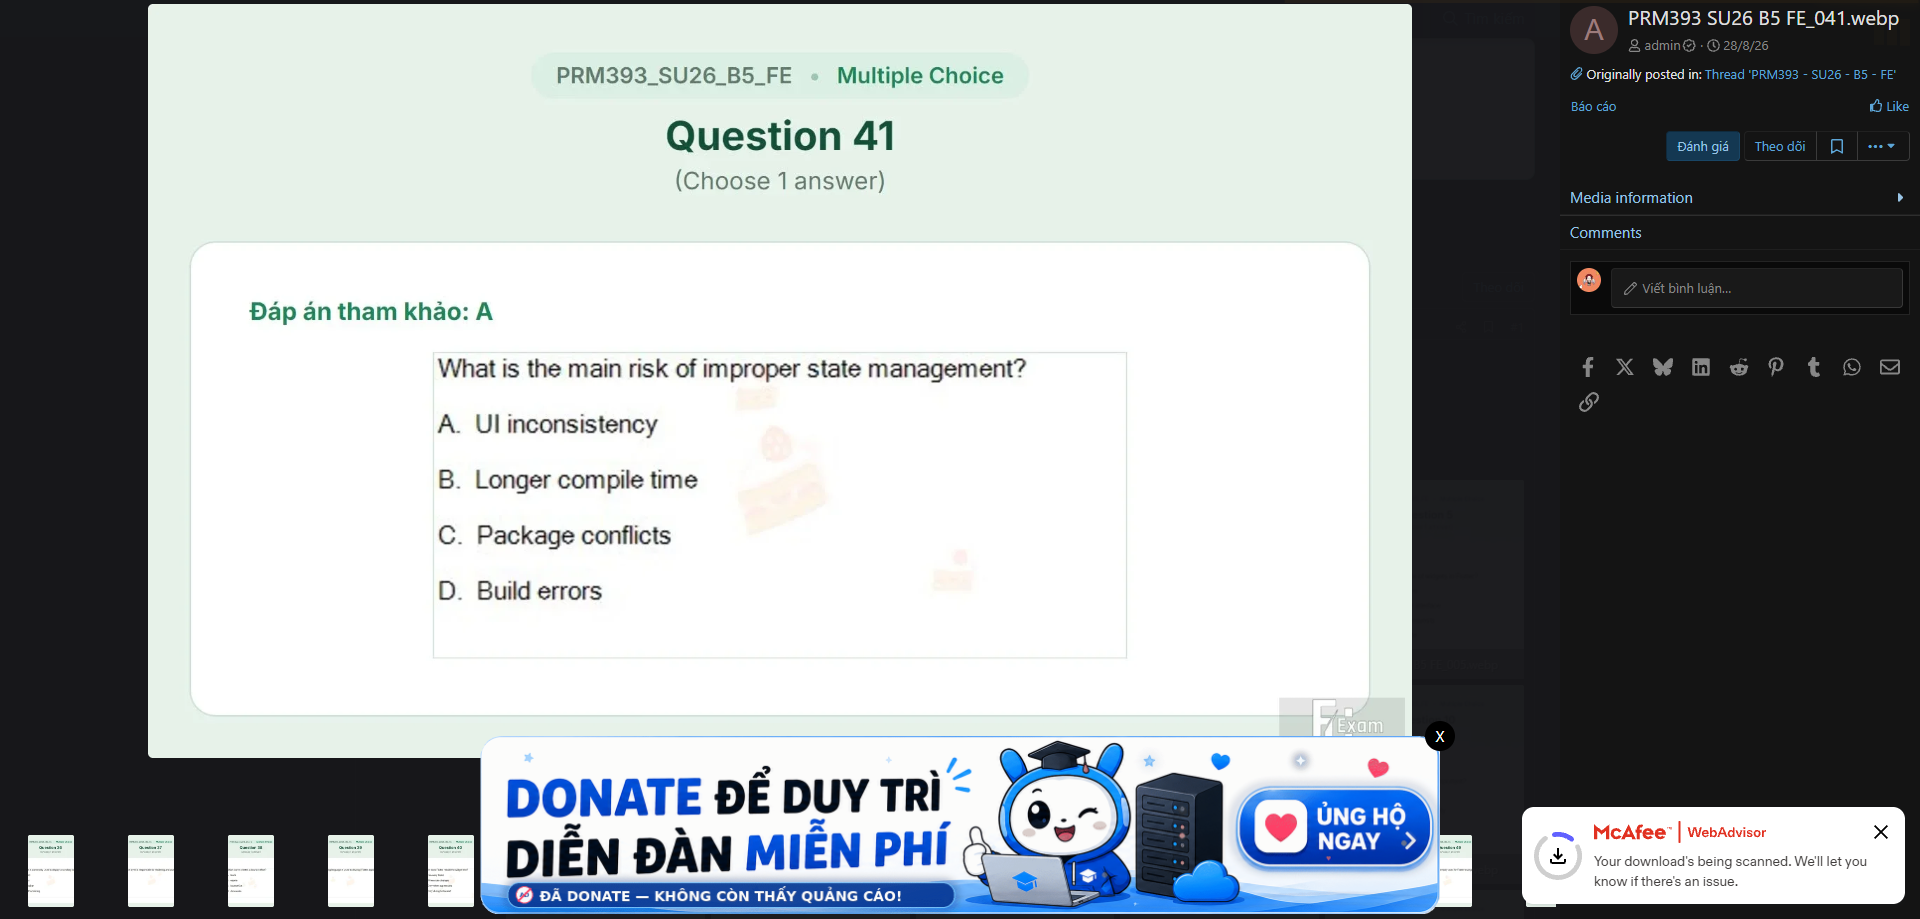 PRM393_SU26_B5_FE • Multiple Choice
Question 41
(Choose 1 answer)
Đáp án tham khảo: A
What is the main risk of improper state management?
A. UI inconsistency
B. Longer compile time
C. Package conflicts
D. Build errors
Exam
X
DONATE ĐỂ DUY TRÌ
DIỄN ĐÀN MIỄN PHÍ
ĐÃ DONATE — KHÔNG CÒN THẤY QUẢNG CÁO!
ỦNG HỘ
NGAY
A
PRM393 SU26 B5 FE_041.webp
admin · 28/8/26
Originally posted in: Thread 'PRM393 - SU26 - B5 - FE'
Báo cáo
Like
Đánh giá
Theo dõi
Media information
Comments
Viết bình luận...
McAfee | WebAdvisor
Your download's being scanned. We'll let you
know if there's an issue.